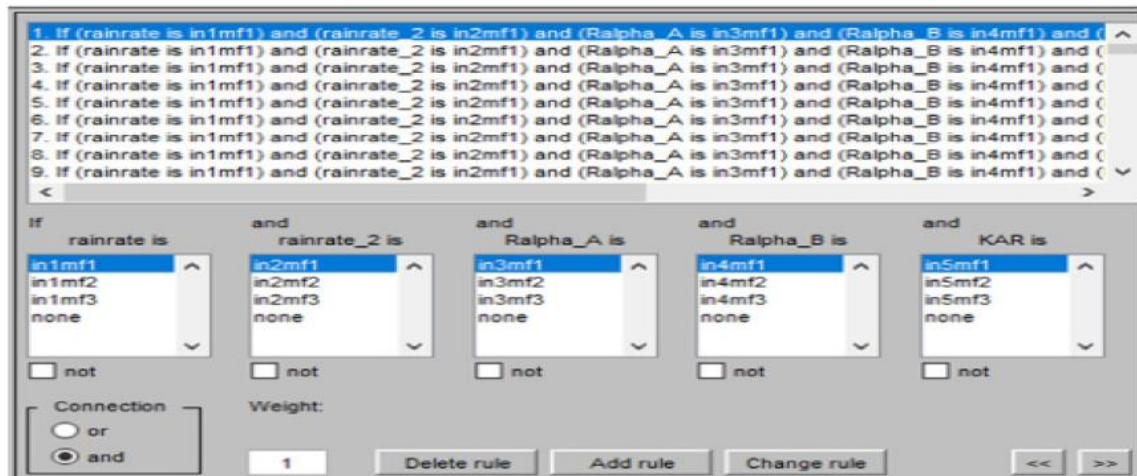 1. If (rainrate is in1mf1) and (rainrate_2 is in2mf1) and (Ralpha_A is in3mf1) and (Ralpha_B is in4mf1) and (
2. If (rainrate is in1mf1) and (rainrate_2 is in2mf1) and (Ralpha_A is in3mf1) and (Ralpha_B is in4mf1) and (
3. If (rainrate is in1mf1) and (rainrate_2 is in2mf1) and (Ralpha_A is in3mf1) and (Ralpha_B is in4mf1) and (
4. If (rainrate is in1mf1) and (rainrate_2 is in2mf1) and (Ralpha_A is in3mf1) and (Ralpha_B is in4mf1) and (
5. If (rainrate is in1mf1) and (rainrate_2 is in2mf1) and (Ralpha_A is in3mf1) and (Ralpha_B is in4mf1) and (
6. If (rainrate is in1mf1) and (rainrate_2 is in2mf1) and (Ralpha_A is in3mf1) and (Ralpha_B is in4mf1) and (
7. If (rainrate is in1mf1) and (rainrate_2 is in2mf1) and (Ralpha_A is in3mf1) and (Ralpha_B is in4mf1) and (
8. If (rainrate is in1mf1) and (rainrate_2 is in2mf1) and (Ralpha_A is in3mf1) and (Ralpha_B is in4mf1) and (
9. If (rainrate is in1mf1) and (rainrate_2 is in2mf1) and (Ralpha_A is in3mf1) and (Ralpha_B is in4mf1) and (
If and and and and
rainrate is rainrate_2 is Ralpha_A is Ralpha_B is KAR is
in1mf1 in2mf1 in3mf1 in4mf1 in5mf1
in1mf2 in2mf2 in3mf2 in4mf2 in5mf2
in1mf3 in2mf3 in3mf3 in4mf3 in5mf3
none none none none none
not not not not not
Connection Weight:
or
and 1 Delete rule Add rule Change rule << >>